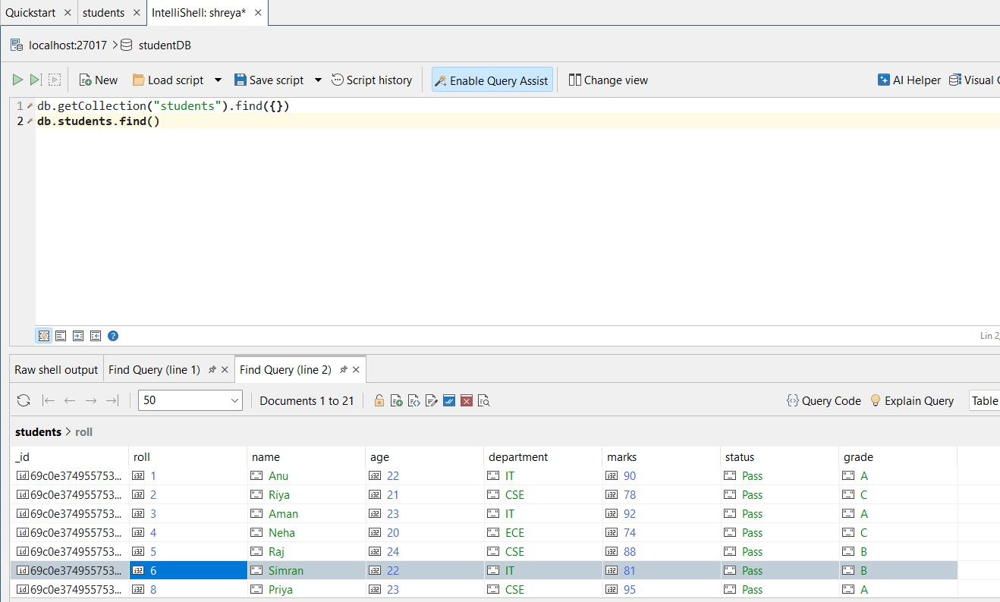 Quickstart × students × IntelliShell: shreya* ×
localhost:27017 > studentDB
New Load script Save script Script history Enable Query Assist Change view AI Helper Visual
1 db.getCollection("students").find({})
2 db.students.find()
Lin 2,
Raw shell output Find Query (line 1) × Find Query (line 2) ×
50 Documents 1 to 21 Query Code Explain Query Table
students > roll
_id roll name age department marks status grade
69c0e374955753... 1 Anu 22 IT 90 Pass A
69c0e374955753... 2 Riya 21 CSE 78 Pass C
69c0e374955753... 3 Aman 23 IT 92 Pass A
69c0e374955753... 4 Neha 20 ECE 74 Pass C
69c0e374955753... 5 Raj 24 CSE 88 Pass B
69c0e374955753... 6 Simran 22 IT 81 Pass B
69c0e374955753... 8 Priya 23 CSE 95 Pass A